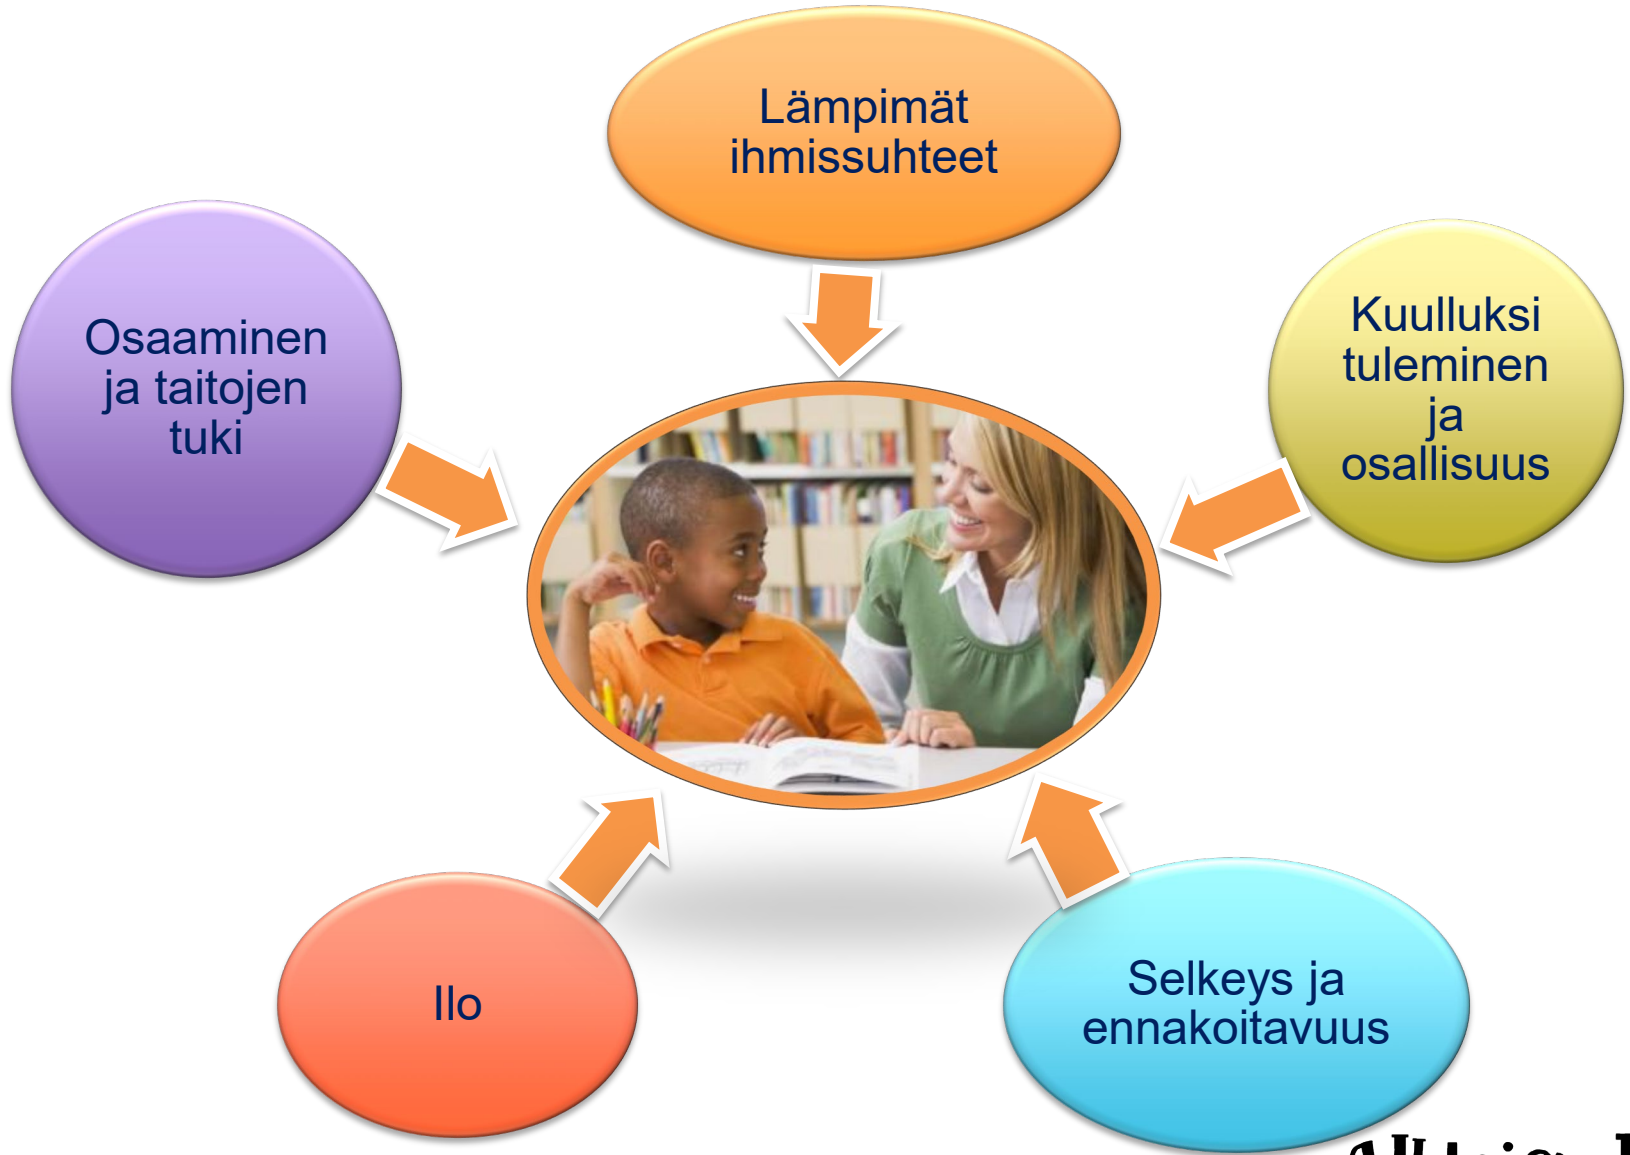 Lämpimät
ihmissuhteet
Kuulluksi
tuleminen
ja
osallisuus
Selkeys ja
ennakoitavuus
Ilo
Osaaminen
ja taitojen
tuki